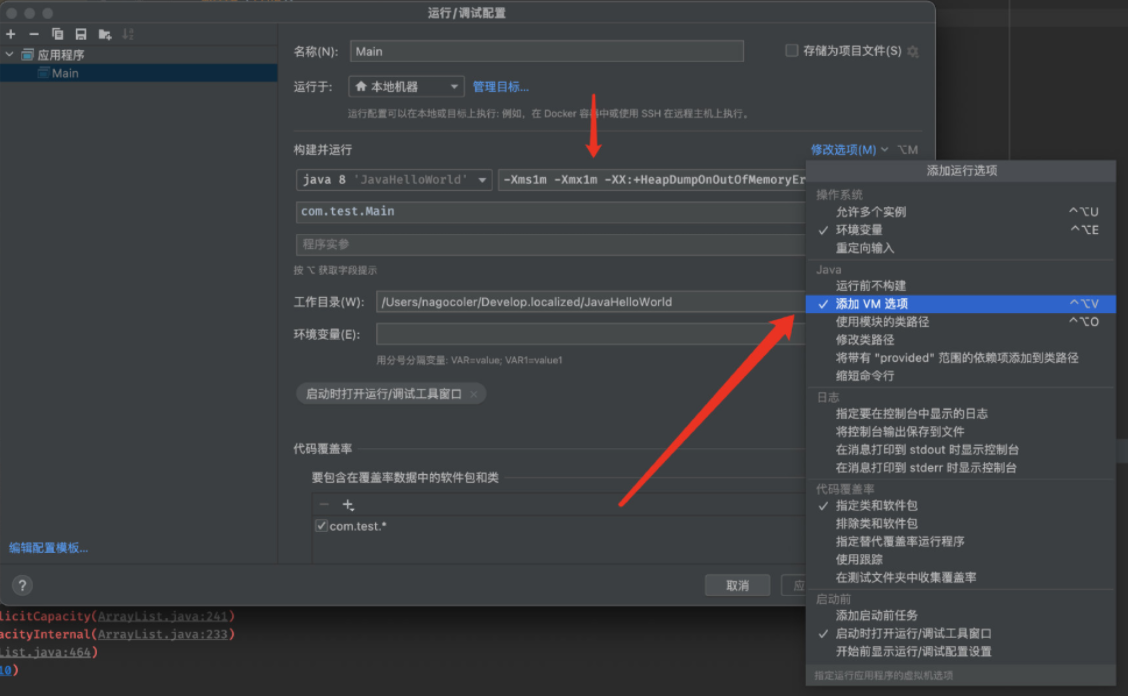 运行/调试配置
应用程序
Main
名称(N):
Main
存储为项目文件(S)
运行于:
本地机器
管理目标...
运行配置可以在本地或目标上执行: 例如，在 Docker 容器中或使用 SSH 在远程主机上执行。
构建并运行
修改选项(M)
⌥M
java 8 'JavaHelloWorld'
-Xms1m -Xmx1m -XX:+HeapDumpOnOutOfMemoryEr
com.test.Main
程序实参
按 ⌥ 获取字段提示
工作目录(W):
/Users/nagocoler/Develop.localized/JavaHelloWorld
环境变量(E):
用分号分隔变量: VAR=value; VAR1=value1
启动时打开运行/调试工具窗口
代码覆盖率
要包含在覆盖率数据中的软件包和类
com.test.*
编辑配置模板...
?
取消
应
添加运行选项
操作系统
允许多个实例 ^⌥U
环境变量 ^⌥E
重定向输入
Java
运行前不构建
添加 VM 选项 ^⌥V
使用模块的类路径 ^⌥O
修改类路径
将带有 "provided" 范围的依赖项添加到类路径
缩短命令行
日志
指定要在控制台中显示的日志
将控制台输出保存到文件
在消息打印到 stdout 时显示控制台
在消息打印到 stderr 时显示控制台
代码覆盖率
指定类和软件包
排除类和软件包
指定替代覆盖率运行程序
使用跟踪
在测试文件夹中收集覆盖率
启动前
添加启动前任务
启动时打开运行/调试工具窗口
开始前显示运行/调试配置设置
指定运行应用程序的虚拟机选项
licitCapacity(ArrayList.java:241)
acityInternal(ArrayList.java:233)
List.java:464)
10)